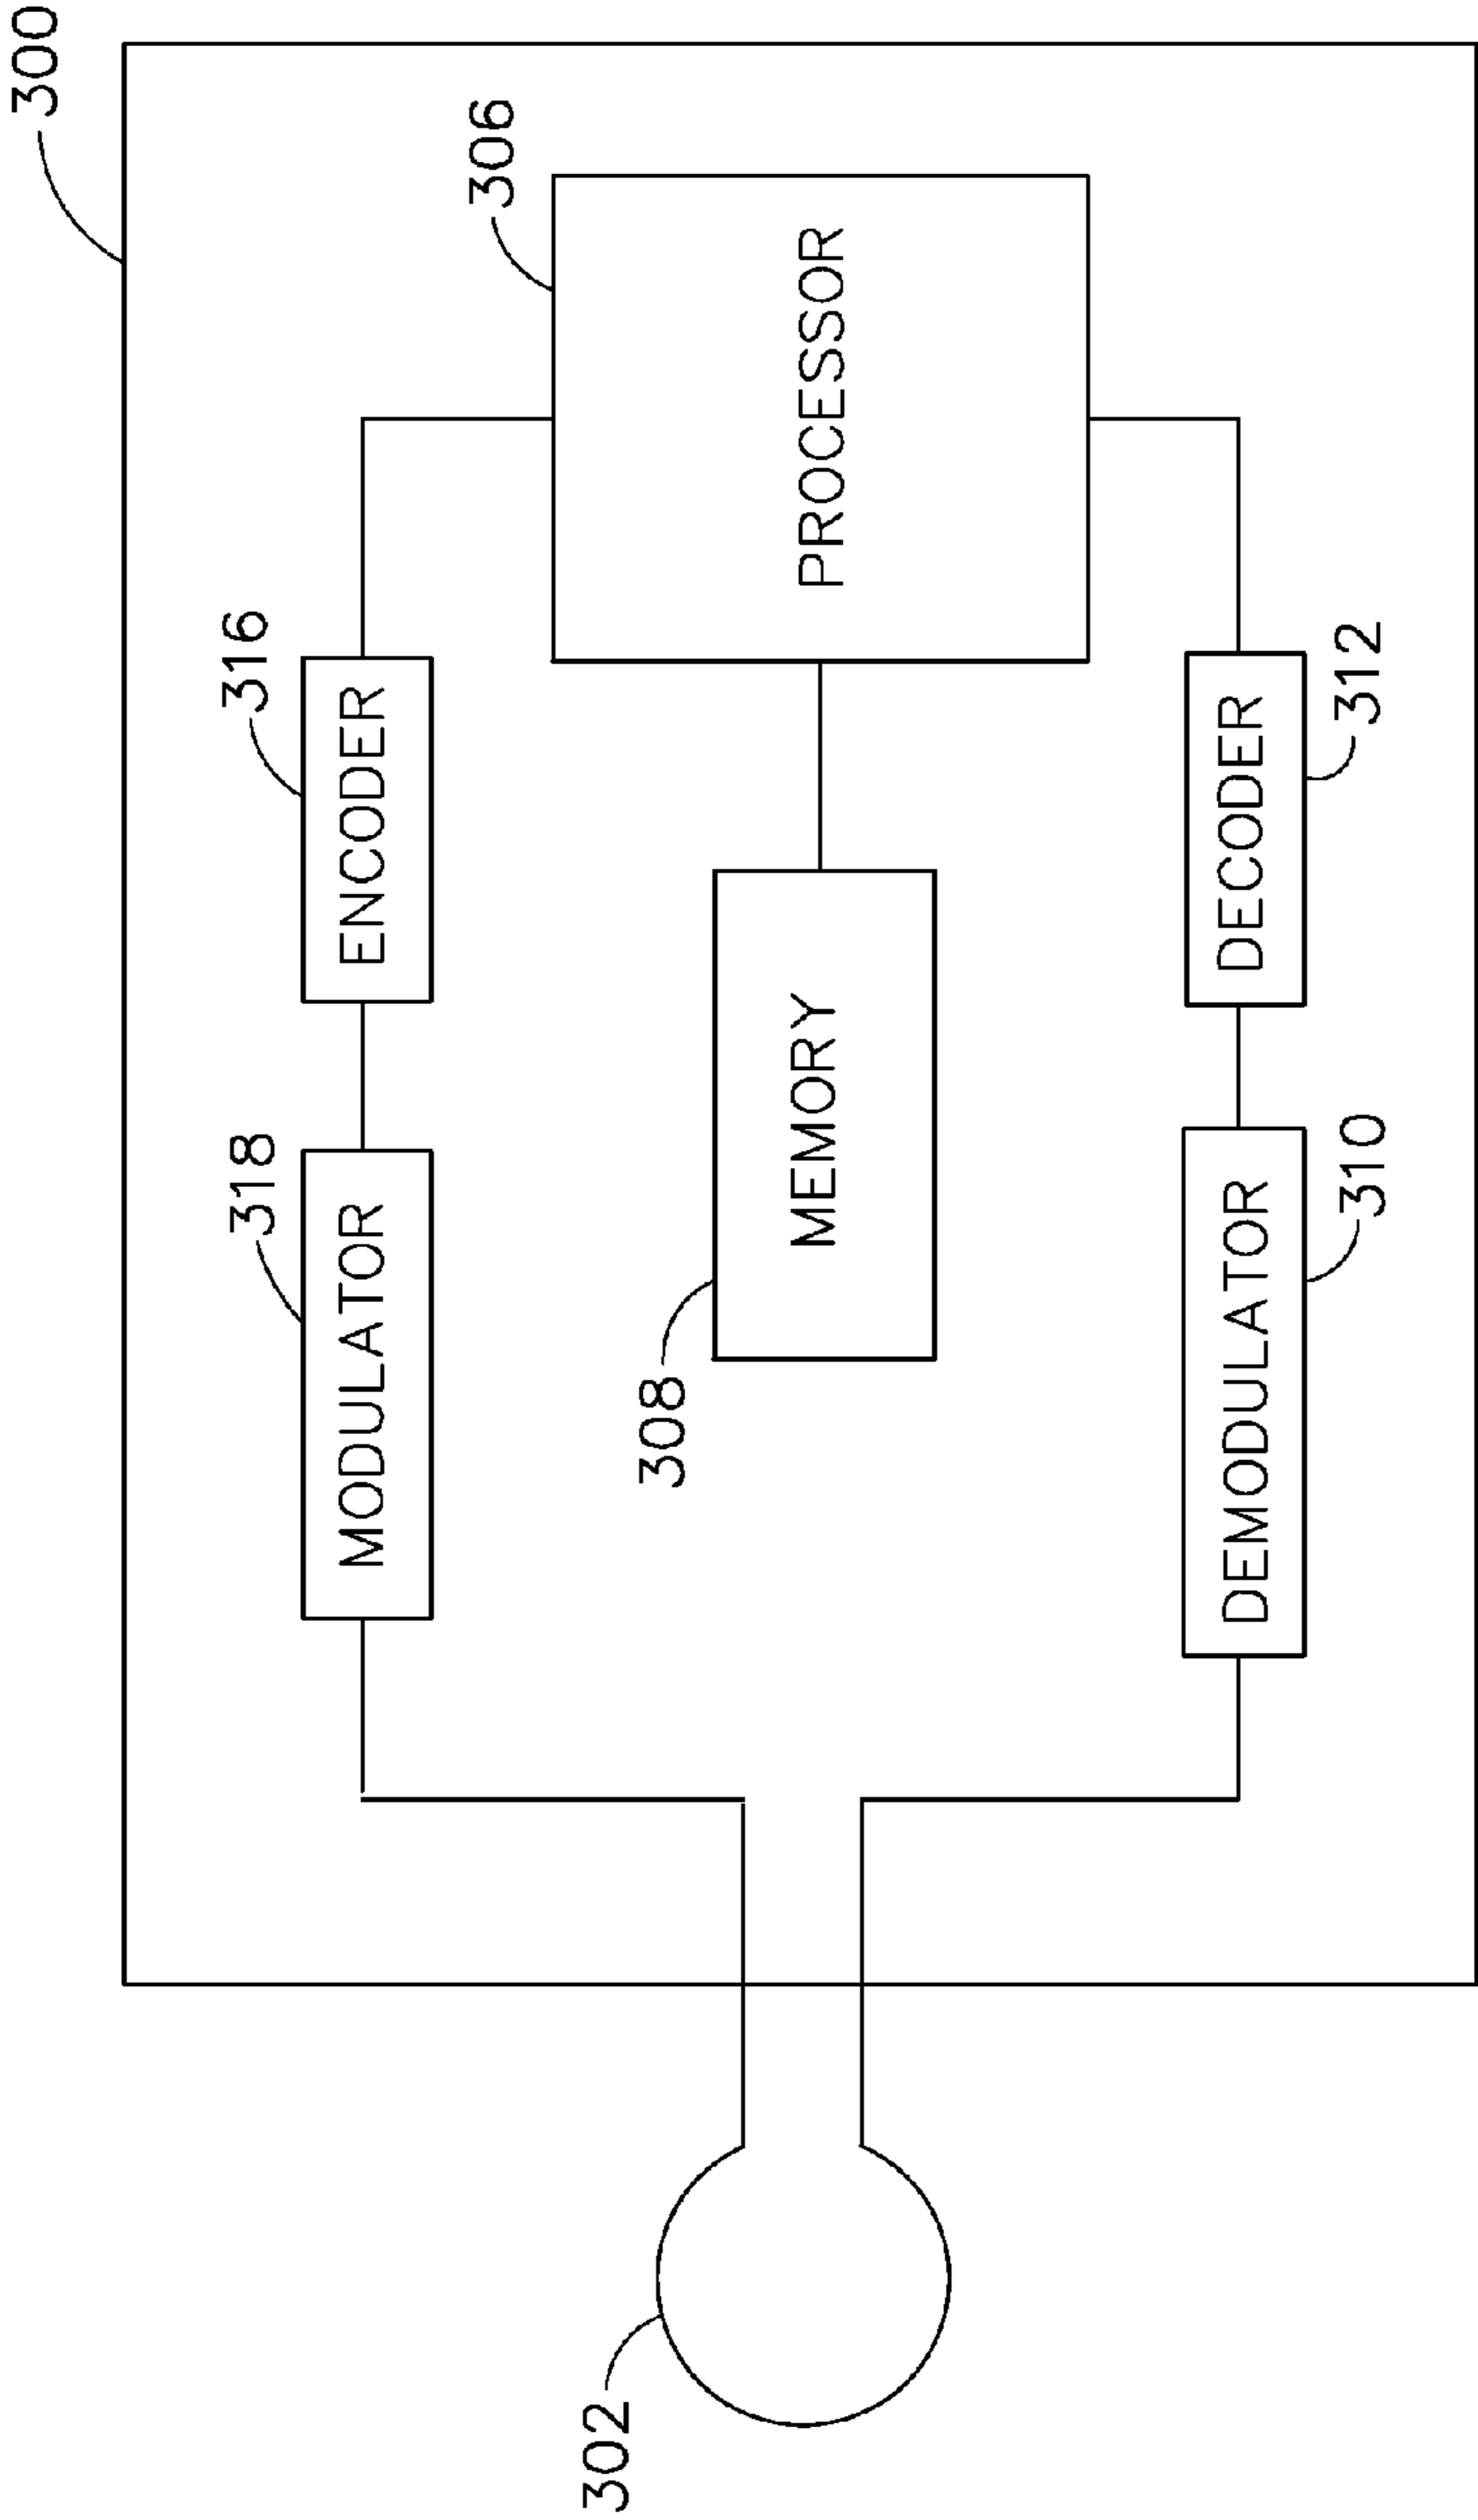 300
318
316
MODULATOR
ENCODER
306
308
MEMORY
PROCESSOR
302
DEMODULATOR
DECODER
310
312